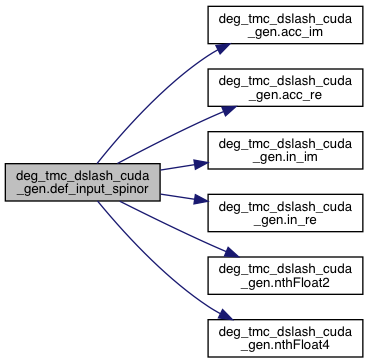 deg_tmc_dslash_cuda
_gen.acc_im
deg_tmc_dslash_cuda
_gen.acc_re
deg_tmc_dslash_cuda
_gen.in_im
deg_tmc_dslash_cuda
_gen.def_input_spinor
deg_tmc_dslash_cuda
_gen.in_re
deg_tmc_dslash_cuda
_gen.nthFloat2
deg_tmc_dslash_cuda
_gen.nthFloat4